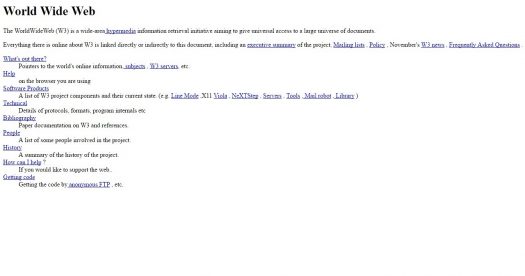 World Wide Web
The WorldWideWeb (W3) is a wide-area hypermedia information retrieval initiative aiming to give universal access to a large universe of documents.
Everything there is online about W3 is linked directly or indirectly to this document, including an executive summary of the project, Mailing lists , Policy , November's W3 news , Frequently Asked Questions
What's out there?
Pointers to the world's online information, subjects , W3 servers, etc.
Help
on the browser you are using
Software Products
A list of W3 project components and their current state. (e.g. Line Mode ,X11 Viola , NeXTStep , Servers , Tools , Mail robot , Library )
Technical
Details of protocols, formats, program internals etc
Bibliography
Paper documentation on W3 and references.
People
A list of some people involved in the project.
History
A summary of the history of the project.
How can I help ?
If you would like to support the web..
Getting code
Getting the code by anonymous FTP , etc.